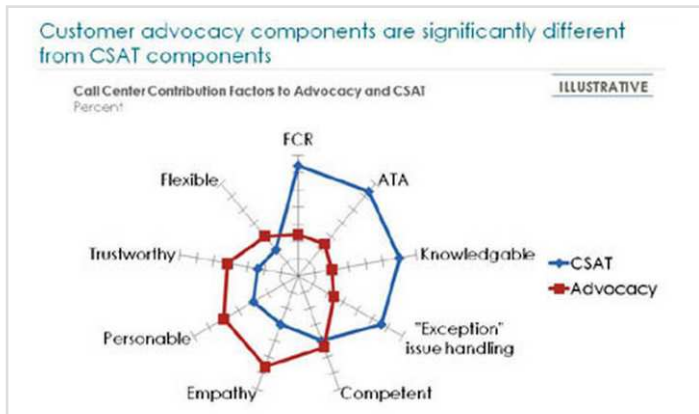 Customer advocacy components are significantly different
from CSAT components
Call Center Contribution Factors to Advocacy and CSAT
Percent
ILLUSTRATIVE
FCR
Flexible
ATA
Trustworthy
Knowledgable
CSAT
Advocacy
Personable
"Exception"
issue handling
Empathy
Competent